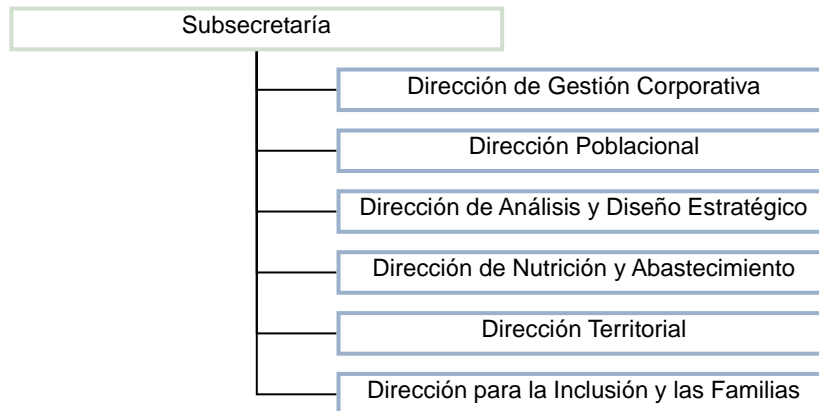 Subsecretaría
Dirección de Gestión Corporativa
Dirección Poblacional
Dirección de Análisis y Diseño Estratégico
Dirección de Nutrición y Abastecimiento
Dirección Territorial
Dirección para la Inclusión y las Familias